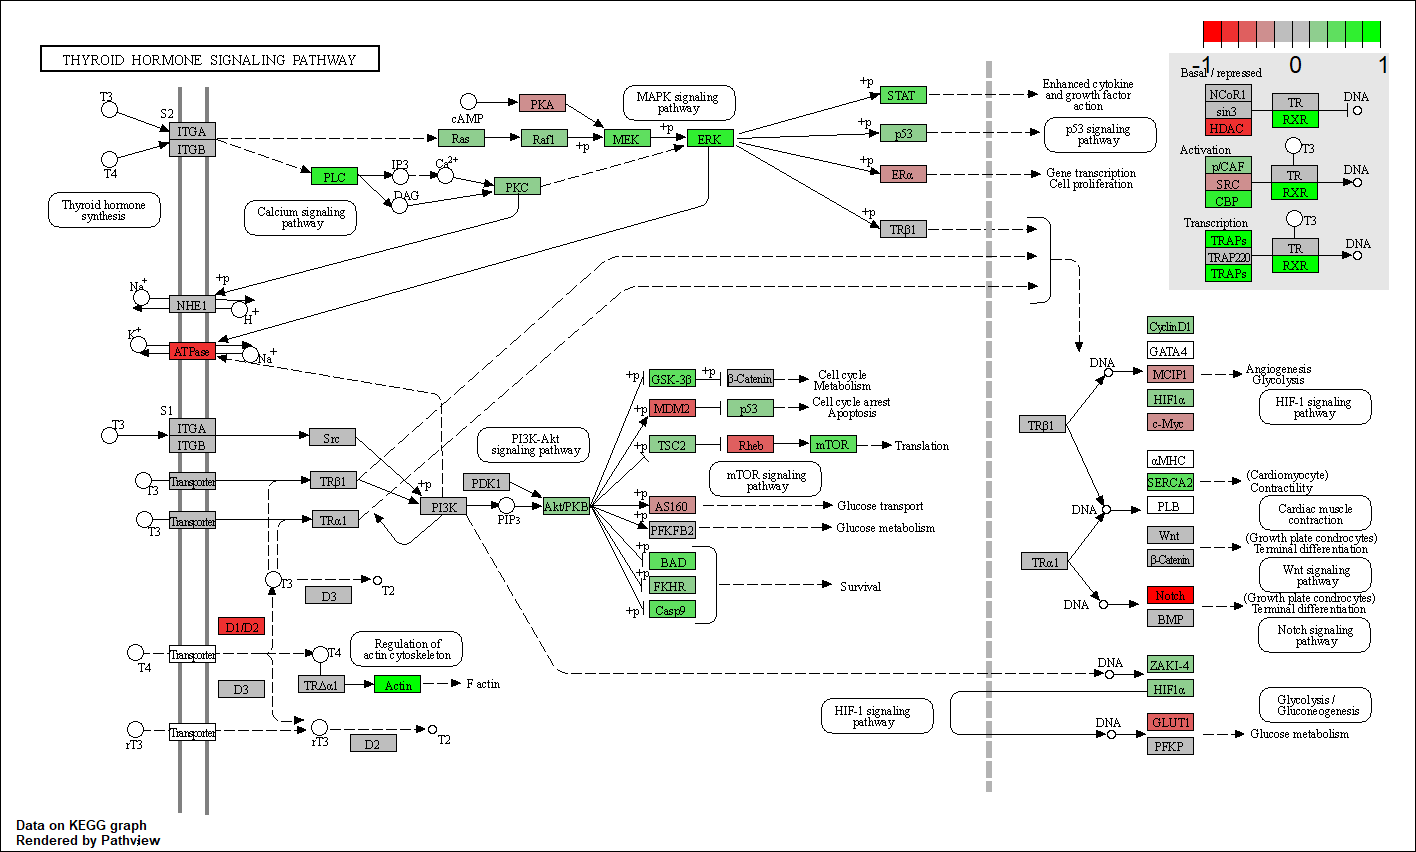 THYROID HORMONE SIGNALING PATHWAY
-1 0 1
Basal / repressed
NCoR1
sin3
HDAC
TR
RXR
DNA
Activation
p/CAF
SRC
CBP
T3
TR
RXR
DNA
Transcription
TRAPs
TRAP220
TRAPs
T3
TR
RXR
DNA
T3
T4
S2
ITGA
ITGB
Thyroid hormone
synthesis
cAMP
PKA
Ras
Raf1
+p
MEK
+p
ERK
MAPK signaling
pathway
PLC
IP3
Ca2+
DAG
PKC
Calcium signaling
pathway
+p
STAT
Enhanced cytokine
and growth factor
action
+p
p53
p53 signaling
pathway
+p
ERα
Gene transcription
Cell proliferation
+p
TRβ1
Na+
+p
NHE1
H+
K+
ATPase
Na+
S1
T3
ITGA
ITGB
Src
T3
Transporter
TRβ1
T3
Transporter
TRα1
+p
PI3K
PI3K-Akt
signaling pathway
PDK1
PIP3
Akt/PKB
+p
GSK-3β
+p
β-Catenin
Cell cycle
Metabolism
+p
MDM2
p53
Cell cycle arrest
Apoptosis
+p
TSC2
Rheb
mTOR
Translation
mTOR signaling
pathway
+p
AS160
Glucose transport
+p
PFKFB2
Glucose metabolism
+p
BAD
+p
FKHR
+p
Casp9
Survival
T3
D3
T2
D1/D2
T4
Transporter
T4
Regulation of
actin cytoskeleton
D3
TRΔα1
Actin
F actin
rT3
Transporter
rT3
D2
T2
TRβ1
TRα1
DNA
CyclinD1
GATA4
MCIP1
HIF1α
c-Myc
Angiogenesis
Glycolysis
HIF-1 signaling
pathway
DNA
αMHC
SERCA2
PLB
(Cardiomyocyte)
Contractility
Cardiac muscle
contraction
Wnt
β-Catenin
(Growth plate condrocytes)
Terminal differentiation
Wnt signaling
pathway
DNA
Notch
BMP
(Growth plate condrocytes)
Terminal differentiation
Notch signaling
pathway
DNA
ZAKI-4
HIF1α
HIF-1 signaling
pathway
DNA
GLUT1
PFKP
Glycolysis /
Gluconeogenesis
Glucose metabolism
Data on KEGG graph
Rendered by Pathview